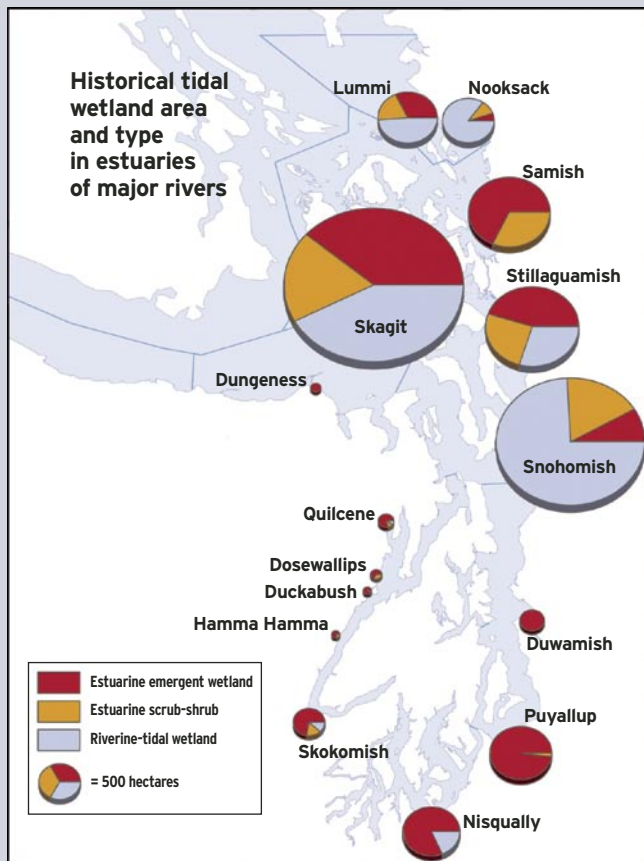 Historical tidal
wetland area
and type
in estuaries
of major rivers
Lummi
Nooksack
Samish
Skagit
Stillaguamish
Dungeness
Snohomish
Quilcene
Dosewallips
Duckabush
Hamma Hamma
Duwamish
Skokomish
Puyallup
Nisqually
Estuarine emergent wetland
Estuarine scrub-shrub
Riverine-tidal wetland
= 500 hectares